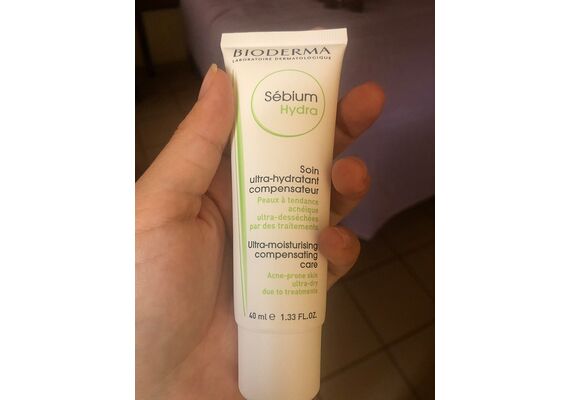 BIODERMA
LABORATOIRE DERMATOLOGIQUE
Sébium
Hydra
Soin
ultra-hydratant
compensateur
Peaux à tendance
acnéique
ultra-desséchées
par des traitements
Ultra-moisturising
compensating
care
Acne-prone skin
ultra-dry
due to treatments
40 ml e 1.33 FL.OZ.